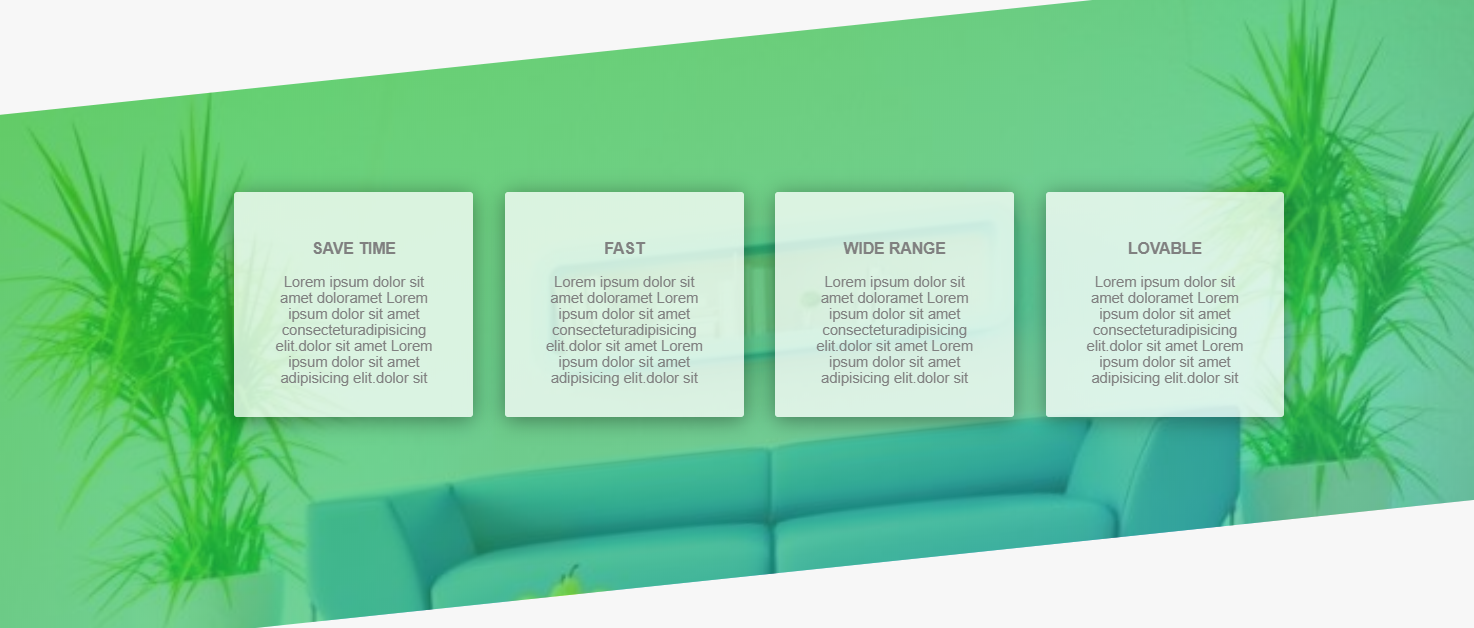 SAVE TIME
Lorem ipsum dolor sit
amet doloramet Lorem
ipsum dolor sit amet
consecteturadipisicing
elit.dolor sit amet Lorem
ipsum dolor sit amet
adipisicing elit.dolor sit
FAST
Lorem ipsum dolor sit
amet doloramet Lorem
ipsum dolor sit amet
consecteturadipisicing
elit.dolor sit amet Lorem
ipsum dolor sit amet
adipisicing elit.dolor sit
WIDE RANGE
Lorem ipsum dolor sit
amet doloramet Lorem
ipsum dolor sit amet
consecteturadipisicing
elit.dolor sit amet Lorem
ipsum dolor sit amet
adipisicing elit.dolor sit
LOVABLE
Lorem ipsum dolor sit
amet doloramet Lorem
ipsum dolor sit amet
consecteturadipisicing
elit.dolor sit amet Lorem
ipsum dolor sit amet
adipisicing elit.dolor sit